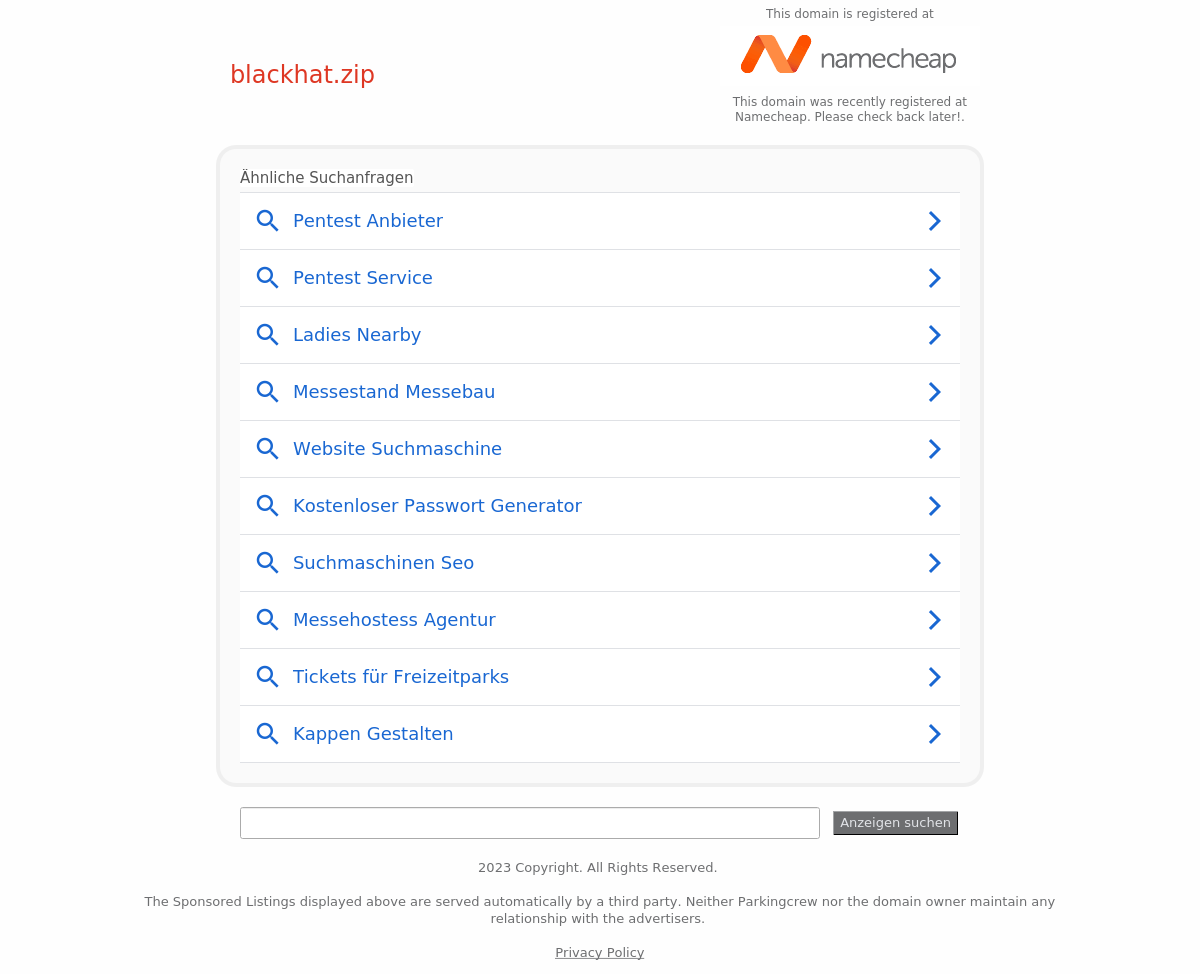 This domain is registered at
namecheap
blackhat.zip
This domain was recently registered at
Namecheap. Please check back later!.
Ähnliche Suchanfragen
Pentest Anbieter
Pentest Service
Ladies Nearby
Messestand Messebau
Website Suchmaschine
Kostenloser Passwort Generator
Suchmaschinen Seo
Messehostess Agentur
Tickets für Freizeitparks
Kappen Gestalten
Anzeigen suchen
2023 Copyright. All Rights Reserved.
The Sponsored Listings displayed above are served automatically by a third party. Neither Parkingcrew nor the domain owner maintain any
relationship with the advertisers.
Privacy Policy